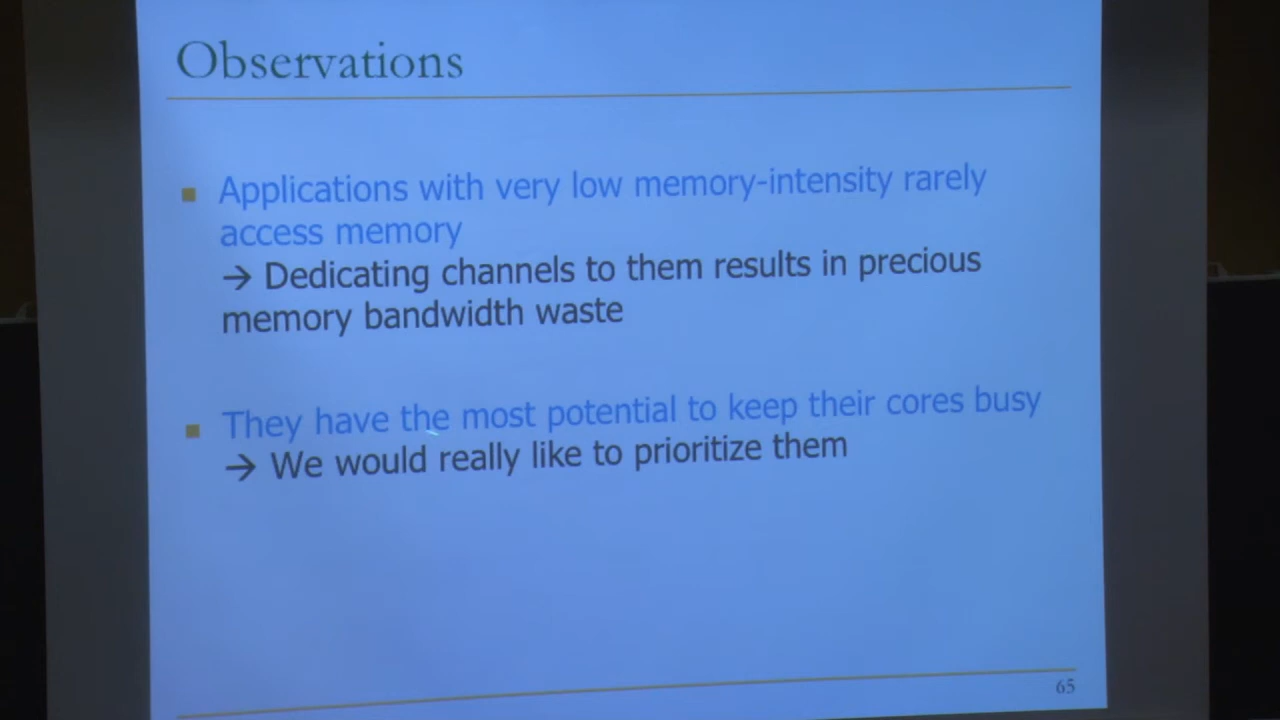 Observations
Applications with very low memory-intensity rarely
access memory
→ Dedicating channels to them results in precious
memory bandwidth waste
They have the most potential to keep their cores busy
→ We would really like to prioritize them
65